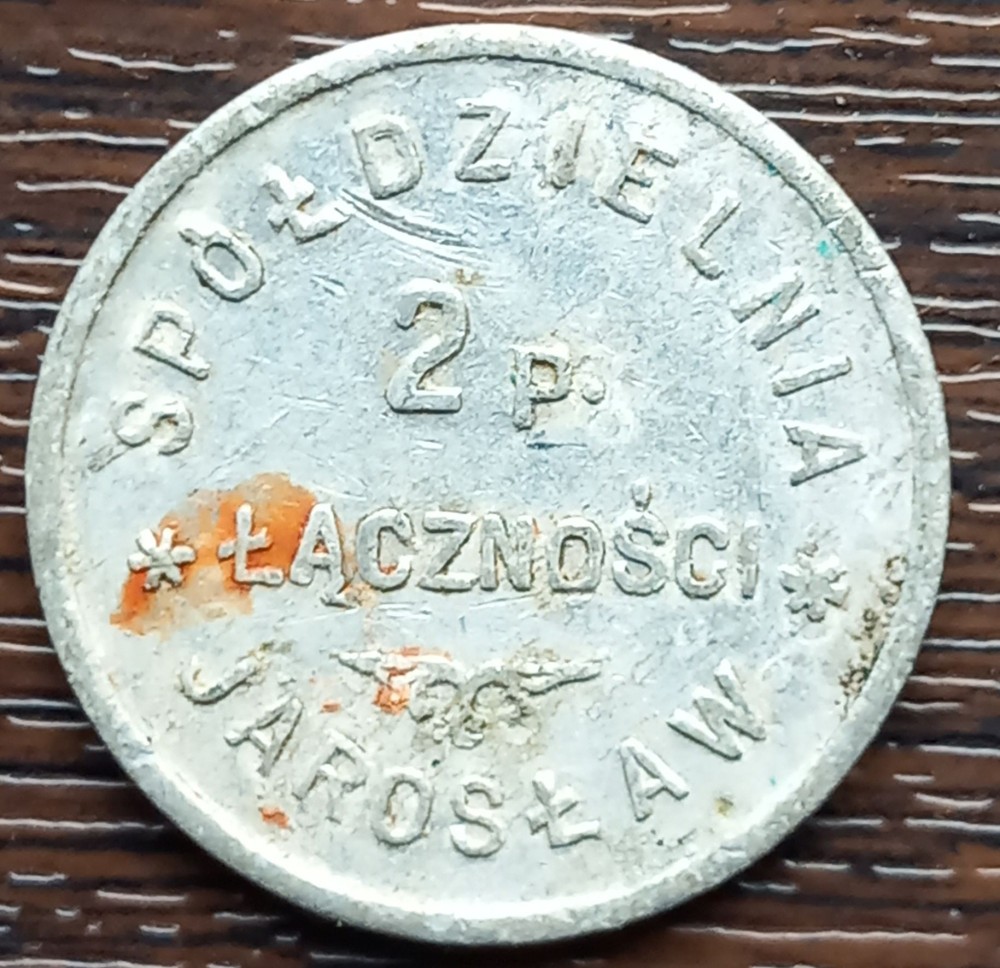 SPÓŁDZIELNIA
2 p.
* ŁĄCZNOŚCI *
JAROSŁAW